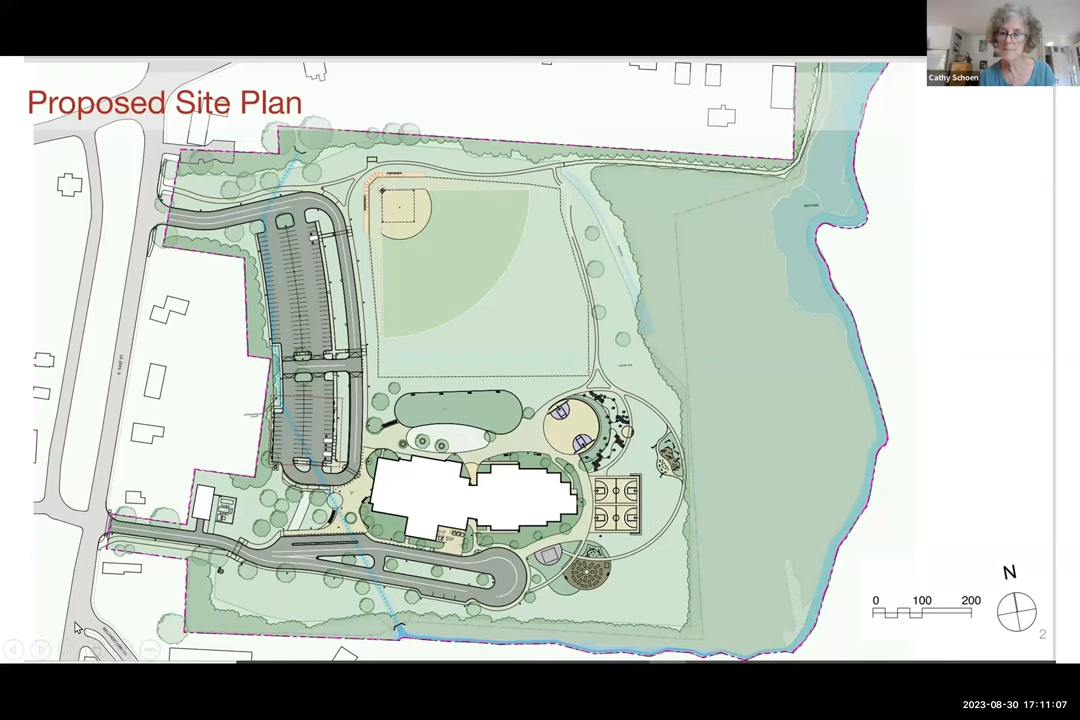 Cathy Schoen
Proposed Site Plan
N
0 100 200
2
2023-08-30 17:11:07